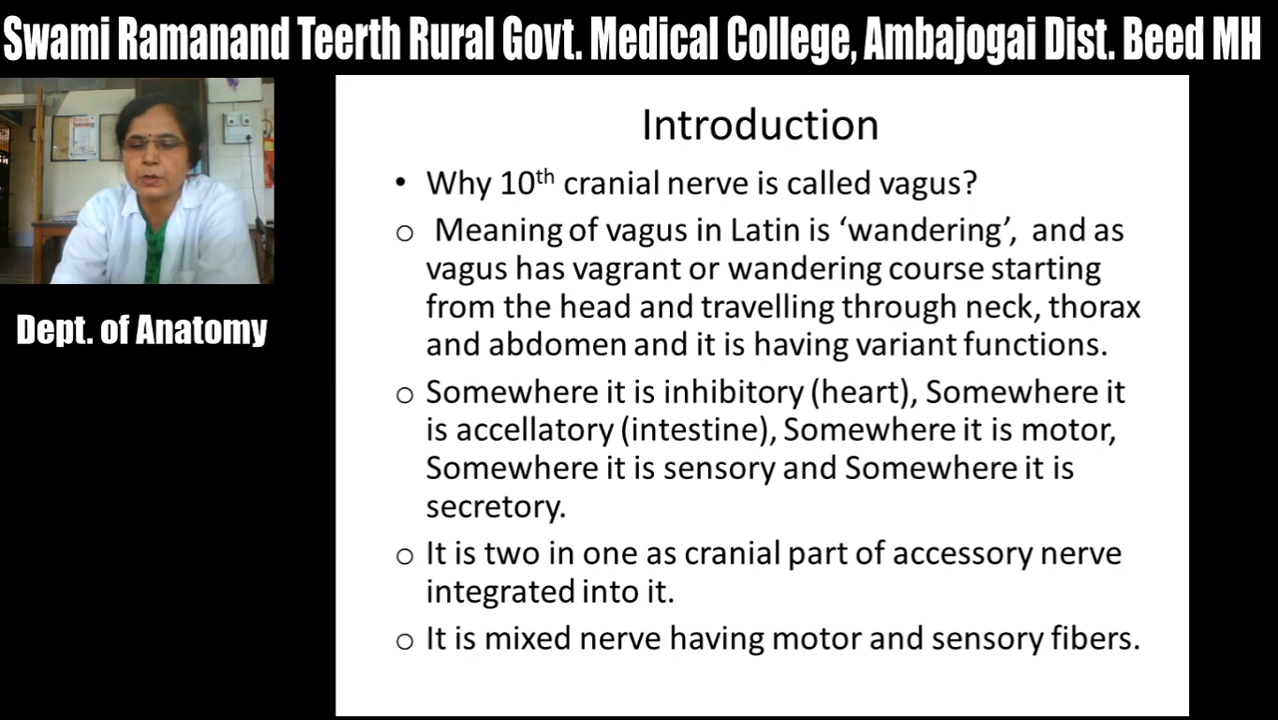 Swami Ramanand Teerth Rural Govt. Medical College, Ambajogai Dist. Beed MH
Dept. of Anatomy
Introduction
• Why 10th cranial nerve is called vagus?
o Meaning of vagus in Latin is ‘wandering’, and as
vagus has vagrant or wandering course starting
from the head and travelling through neck, thorax
and abdomen and it is having variant functions.
o Somewhere it is inhibitory (heart), Somewhere it
is accellatory (intestine), Somewhere it is motor,
Somewhere it is sensory and Somewhere it is
secretory.
o It is two in one as cranial part of accessory nerve
integrated into it.
o It is mixed nerve having motor and sensory fibers.